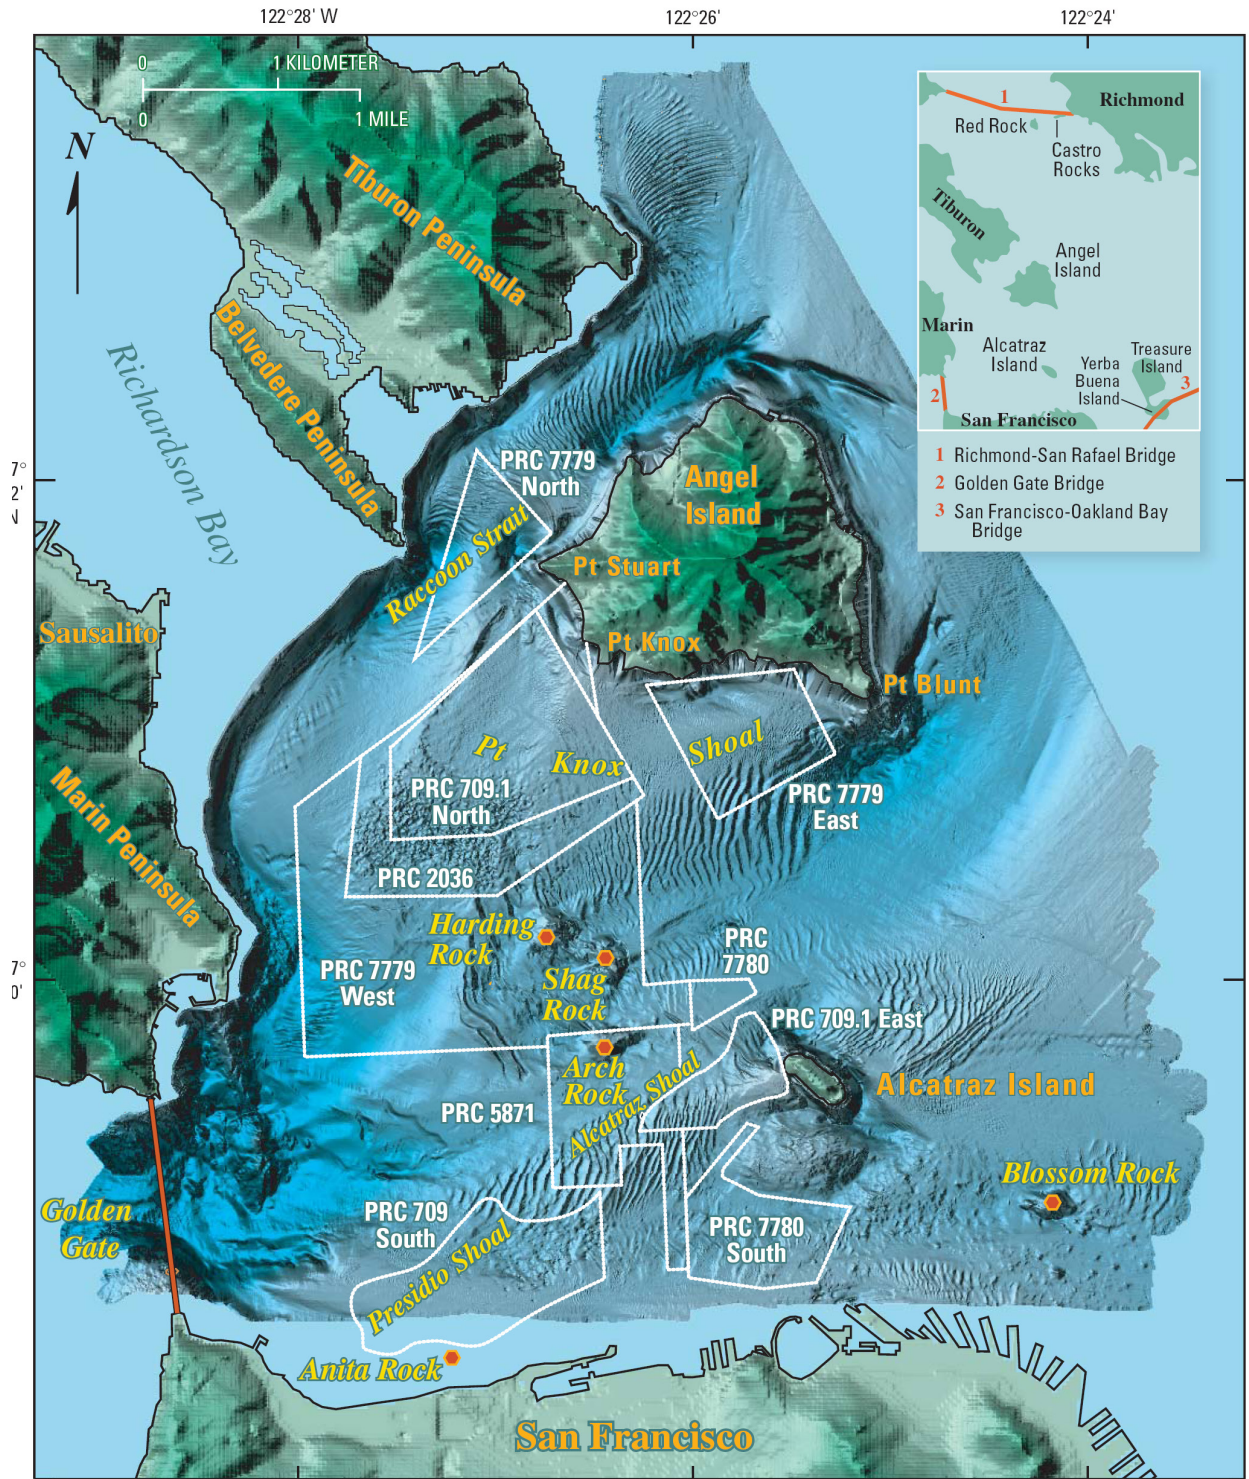 122°28' W
122°26'
122°24'
0
1 KILOMETER
0
1 MILE
N
Tiburon Peninsula
Belvedere Peninsula
Richardson Bay
7°
2'
N
Sausalito
Marin Peninsula
7°
0'
PRC 7779
North
Raccoon Strait
Angel
Island
Pt Stuart
Pt Knox
Pt Blunt
Pt
Knox
Shoal
PRC 709.1
North
PRC 7779
East
PRC 2036
Harding
Rock
PRC 7779
West
Shag
Rock
PRC
7780
PRC 709.1 East
Arch
Rock
Alcatraz Shoal
Alcatraz Island
PRC 5871
Blossom Rock
Golden
Gate
PRC 709
South
Presidio Shoal
PRC 7780
South
Anita Rock
San Francisco
1
Richmond
Red Rock
Castro
Rocks
Tiburon
Angel
Island
Marin
Alcatraz
Island
Treasure
Island
Yerba
Buena
Island
3
2
San Francisco
1 Richmond-San Rafael Bridge
2 Golden Gate Bridge
3 San Francisco-Oakland Bay
Bridge